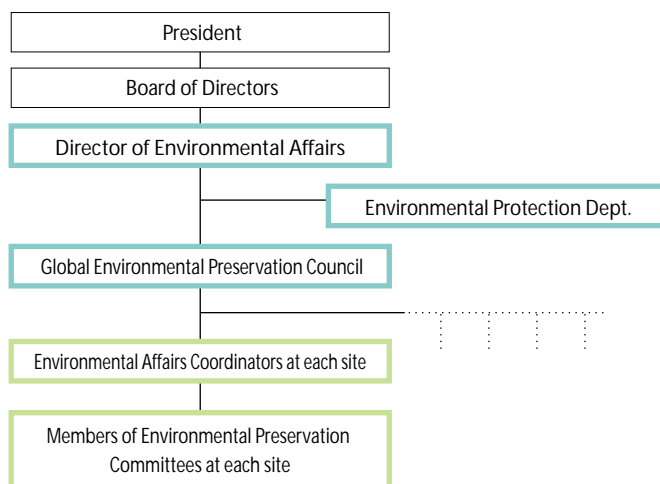 President
Board of Directors
Director of Environmental Affairs
Environmental Protection Dept.
Global Environmental Preservation Council
Environmental Affairs Coordinators at each site
Members of Environmental Preservation
Committees at each site